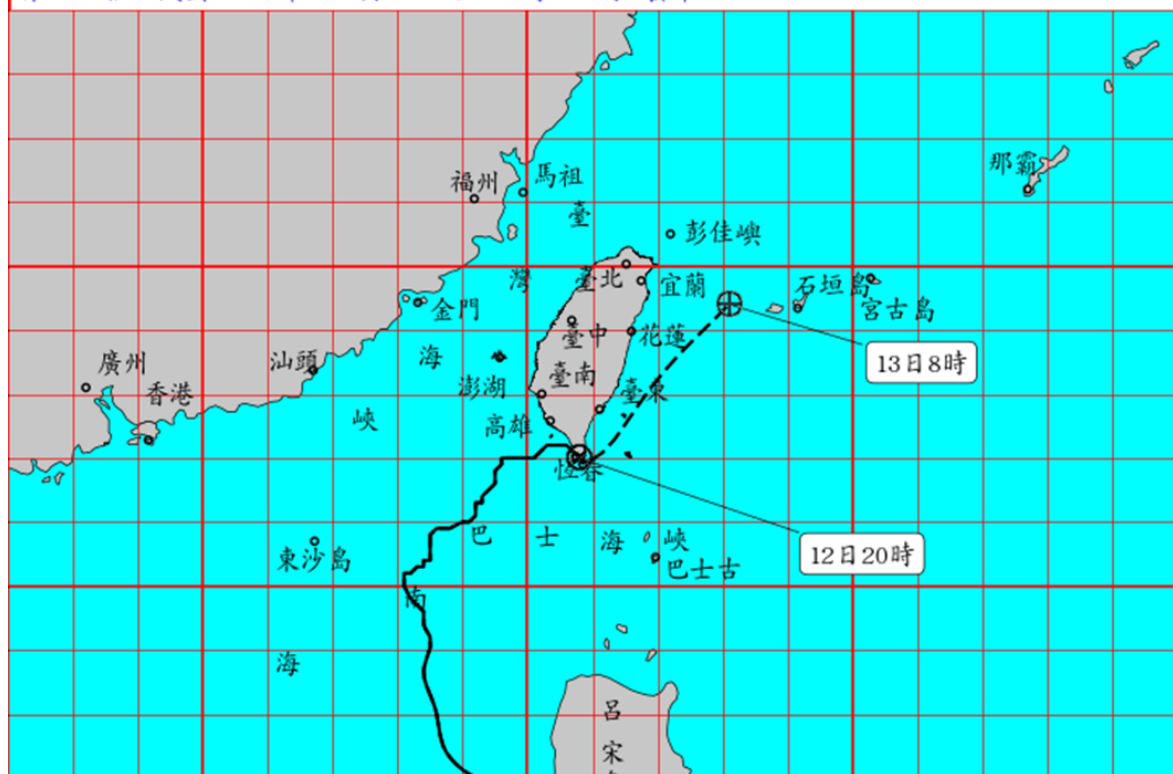 那霸
福州
馬祖
臺
彭佳嶼
灣
臺北
宜蘭
石垣島
宮古島
金門
臺中
花蓮
廣州
汕頭
海
13日8時
香港
澎湖
臺南
臺東
峽
高雄
恆春
巴
士
海
峽
12日20時
東沙島
巴士古
南
海
呂
宋